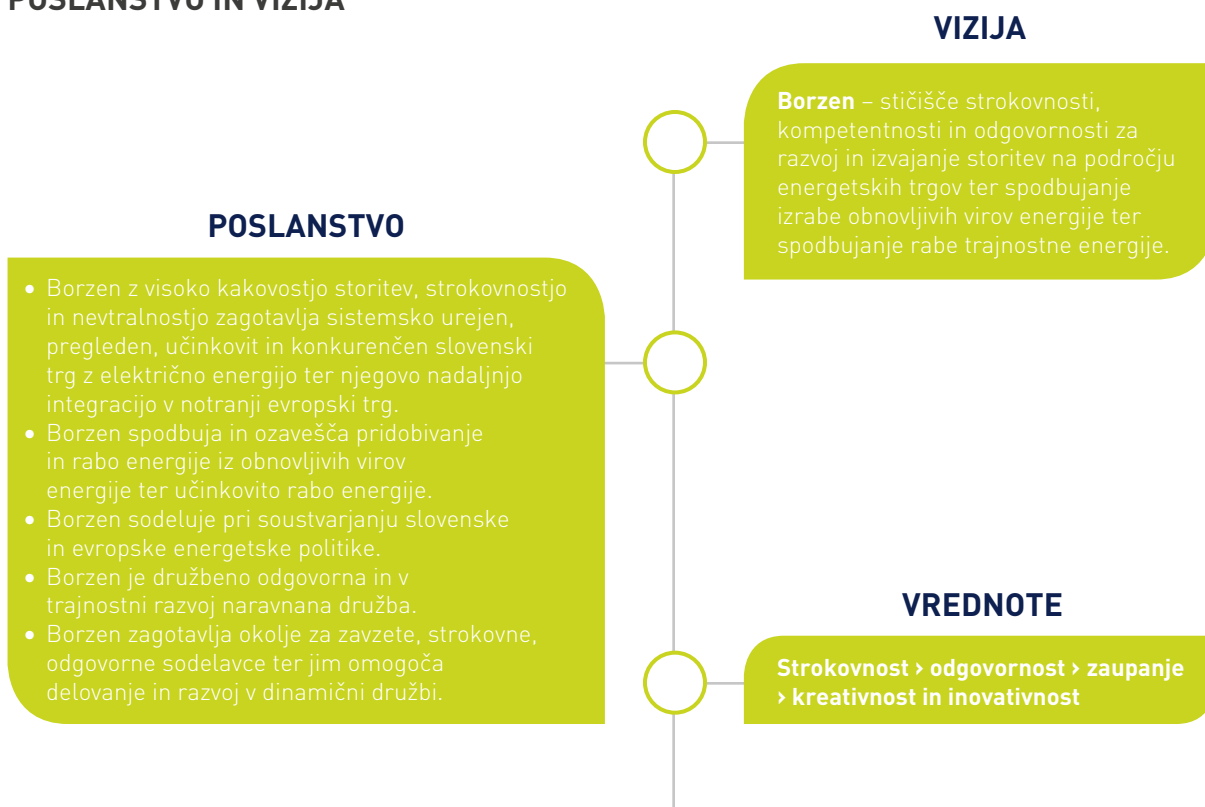 POSLANSTVO IN VIZIJA
VIZIJA
Borzen – stičišče strokovnosti,
kompetentnosti in odgovornosti za
razvoj in izvajanje storitev na področju
energetskih trgov ter spodbujanje
izrabe obnovljivih virov energije ter
spodbujanje rabe trajnostne energije.
POSLANSTVO
• Borzen z visoko kakovostjo storitev, strokovnostjo
in nevtralnostjo zagotavlja sistemsko urejen,
pregleden, učinkovit in konkurenčen slovenski
trg z električno energijo ter njegovo nadaljnjo
integracijo v notranji evropski trg.
• Borzen spodbuja in ozavešča pridobivanje
in rabo energije iz obnovljivih virov
energije ter učinkovito rabo energije.
• Borzen sodeluje pri soustvarjanju slovenske
in evropske energetske politike.
• Borzen je družbeno odgovorna in v
trajnostni razvoj naravnana družba.
• Borzen zagotavlja okolje za zavzete, strokovne,
odgovorne sodelavce ter jim omogoča
delovanje in razvoj v dinamični družbi.
VREDNOTE
Strokovnost › odgovornost › zaupanje
› kreativnost in inovativnost